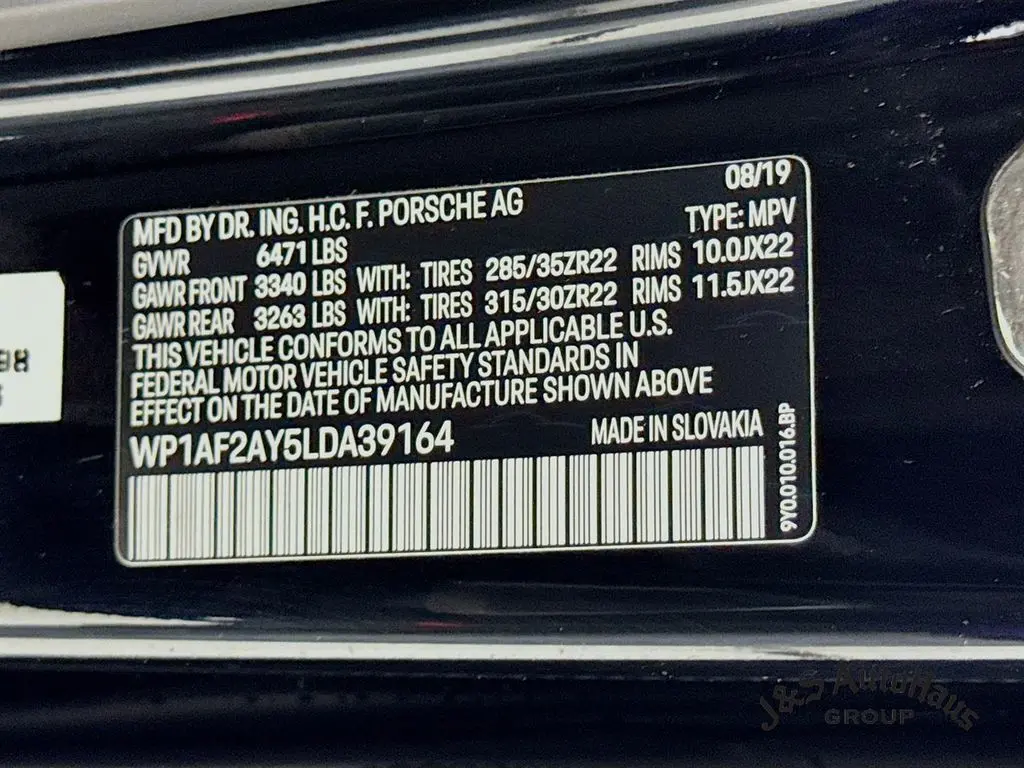 08/19
MFD BY DR. ING. H.C. F. PORSCHE AG
TYPE: MPV
GVWR 6471 LBS
GAWR FRONT 3340 LBS WITH: TIRES 285/35ZR22 RIMS 10.0JX22
GAWR REAR 3263 LBS WITH: TIRES 315/30ZR22 RIMS 11.5JX22
THIS VEHICLE CONFORMS TO ALL APPLICABLE U.S.
FEDERAL MOTOR VEHICLE SAFETY STANDARDS IN
EFFECT ON THE DATE OF MANUFACTURE SHOWN ABOVE
WP1AF2AY5LDA39164 MADE IN SLOVAKIA
9Y0.010.016.BP
J&S AutoHaus
GROUP